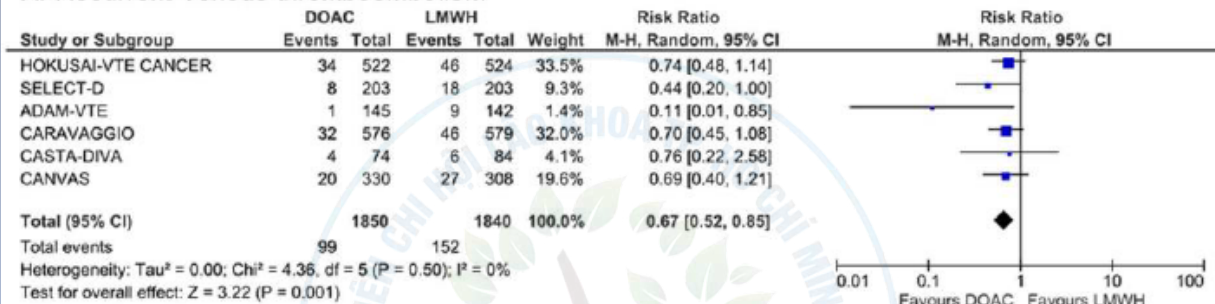 DOAC LMWH Risk Ratio Risk Ratio
Study or Subgroup Events Total Events Total Weight M-H, Random, 95% CI M-H, Random, 95% CI
HOKUSAI-VTE CANCER 34 522 46 524 33.5% 0.74 [0.48, 1.14]
SELECT-D 8 203 18 203 9.3% 0.44 [0.20, 1.00]
ADAM-VTE 1 145 9 142 1.4% 0.11 [0.01, 0.85]
CARAVAGGIO 32 576 46 579 32.0% 0.70 [0.45, 1.08]
CASTA-DIVA 4 74 6 84 4.1% 0.76 [0.22, 2.58]
CANVAS 20 330 27 308 19.6% 0.69 [0.40, 1.21]
Total (95% CI) 1850 1840 100.0% 0.67 [0.52, 0.85]
Total events 99 152
Heterogeneity: Tau² = 0.00; Chi² = 4.36, df = 5 (P = 0.50); I² = 0%
Test for overall effect: Z = 3.22 (P = 0.001)
0.01 0.1 1 10 100
Favours DOAC Favours LMWH